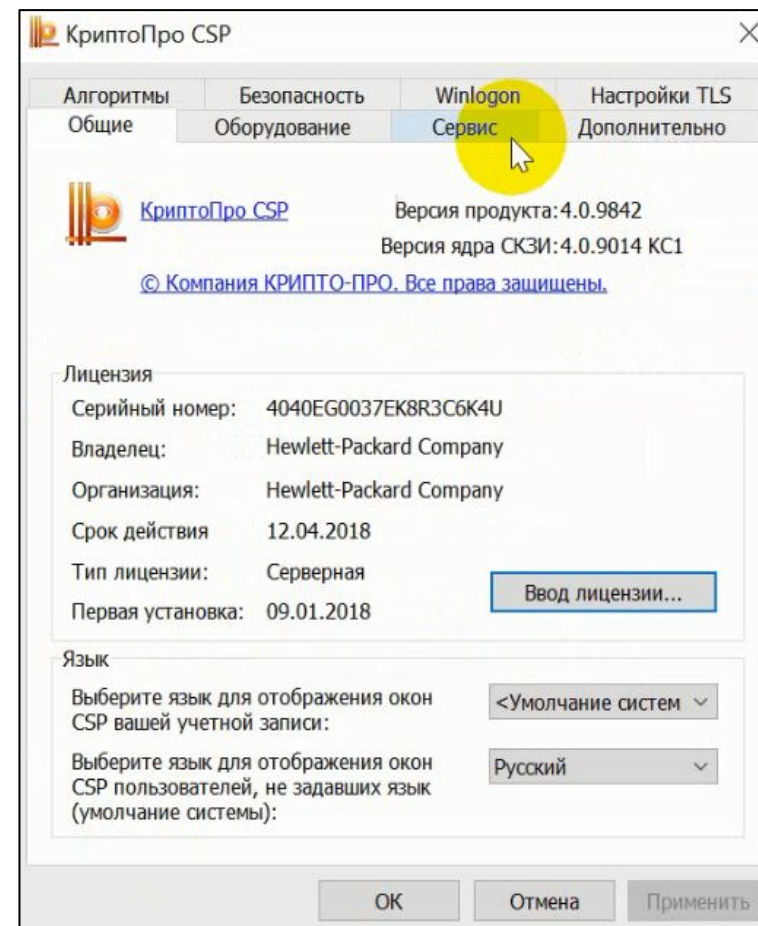 КриптоПро CSP
Алгоритмы Безопасность Winlogon Настройки TLS
Общие Оборудование Сервис Дополнительно
КриптоПро CSP Версия продукта: 4.0.9842
Версия ядра СКЗИ: 4.0.9014 КС1
© Компания КРИПТО-ПРО. Все права защищены.
Лицензия
Серийный номер: 4040EG0037EK8R3C6K4U
Владелец: Hewlett-Packard Company
Организация: Hewlett-Packard Company
Срок действия 12.04.2018
Тип лицензии: Серверная
Ввод лицензии...
Первая установка: 09.01.2018
Язык
Выберите язык для отображения окон
CSP вашей учетной записи:
<Умолчание систем
Выберите язык для отображения окон
CSP пользователей, не задавших язык
(умолчание системы):
Русский
ОК Отмена Применить